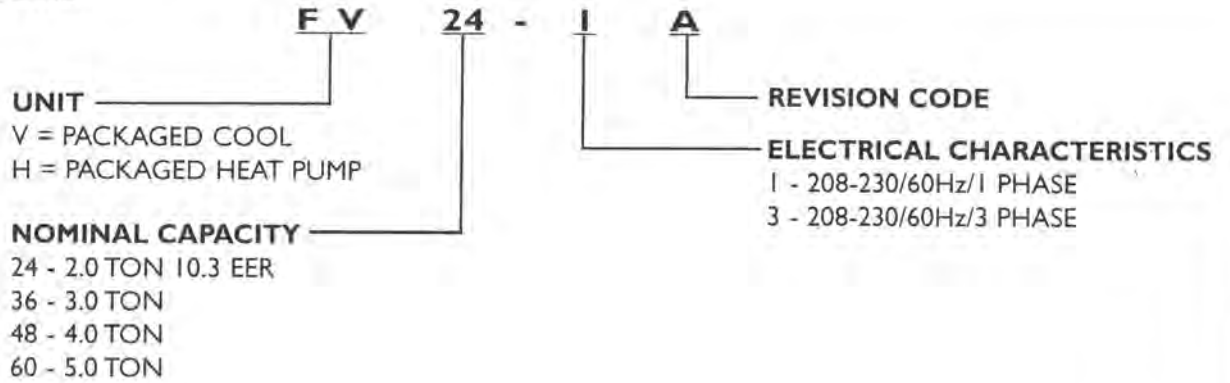 F V 24 - 1 A
UNIT
V = PACKAGED COOL
H = PACKAGED HEAT PUMP
NOMINAL CAPACITY
24 - 2.0 TON 10.3 EER
36 - 3.0 TON
48 - 4.0 TON
60 - 5.0 TON
REVISION CODE
ELECTRICAL CHARACTERISTICS
1 - 208-230/60Hz/1 PHASE
3 - 208-230/60Hz/3 PHASE